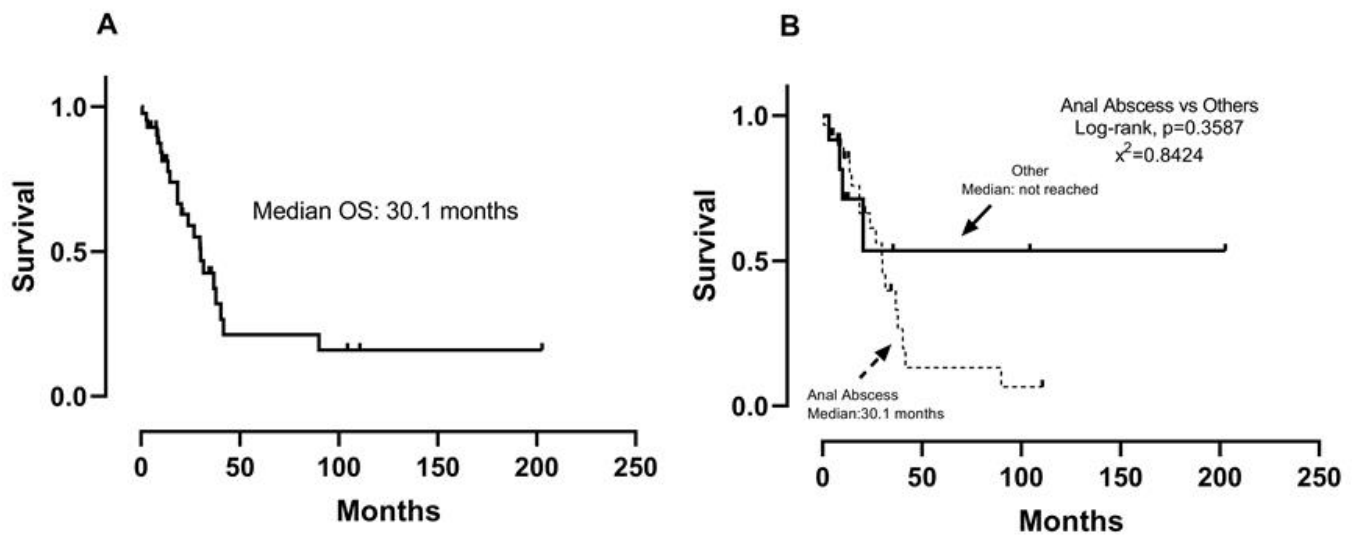 A
1.0
0.5
0.0
Survival
Median OS: 30.1 months
0 50 100 150 200 250
Months
B
1.0
0.5
0.0
Survival
Anal Abscess vs Others
Log-rank, p=0.3587
x²=0.8424
Other
Median: not reached
Anal Abscess
Median:30.1 months
0 50 100 150 200 250
Months